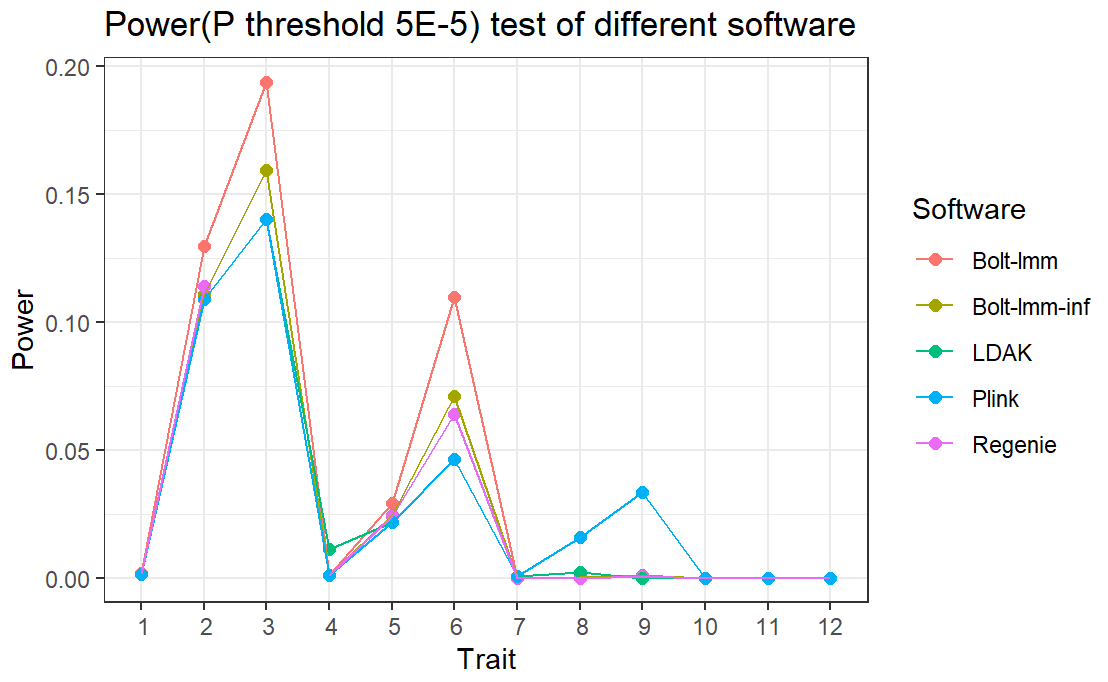 Power(P threshold 5E-5) test of different software
0.20
0.15
0.10
0.05
0.00
Power
1 2 3 4 5 6 7 8 9 10 11 12
Trait
Software
Bolt-lmm
Bolt-lmm-inf
LDAK
Plink
Regenie